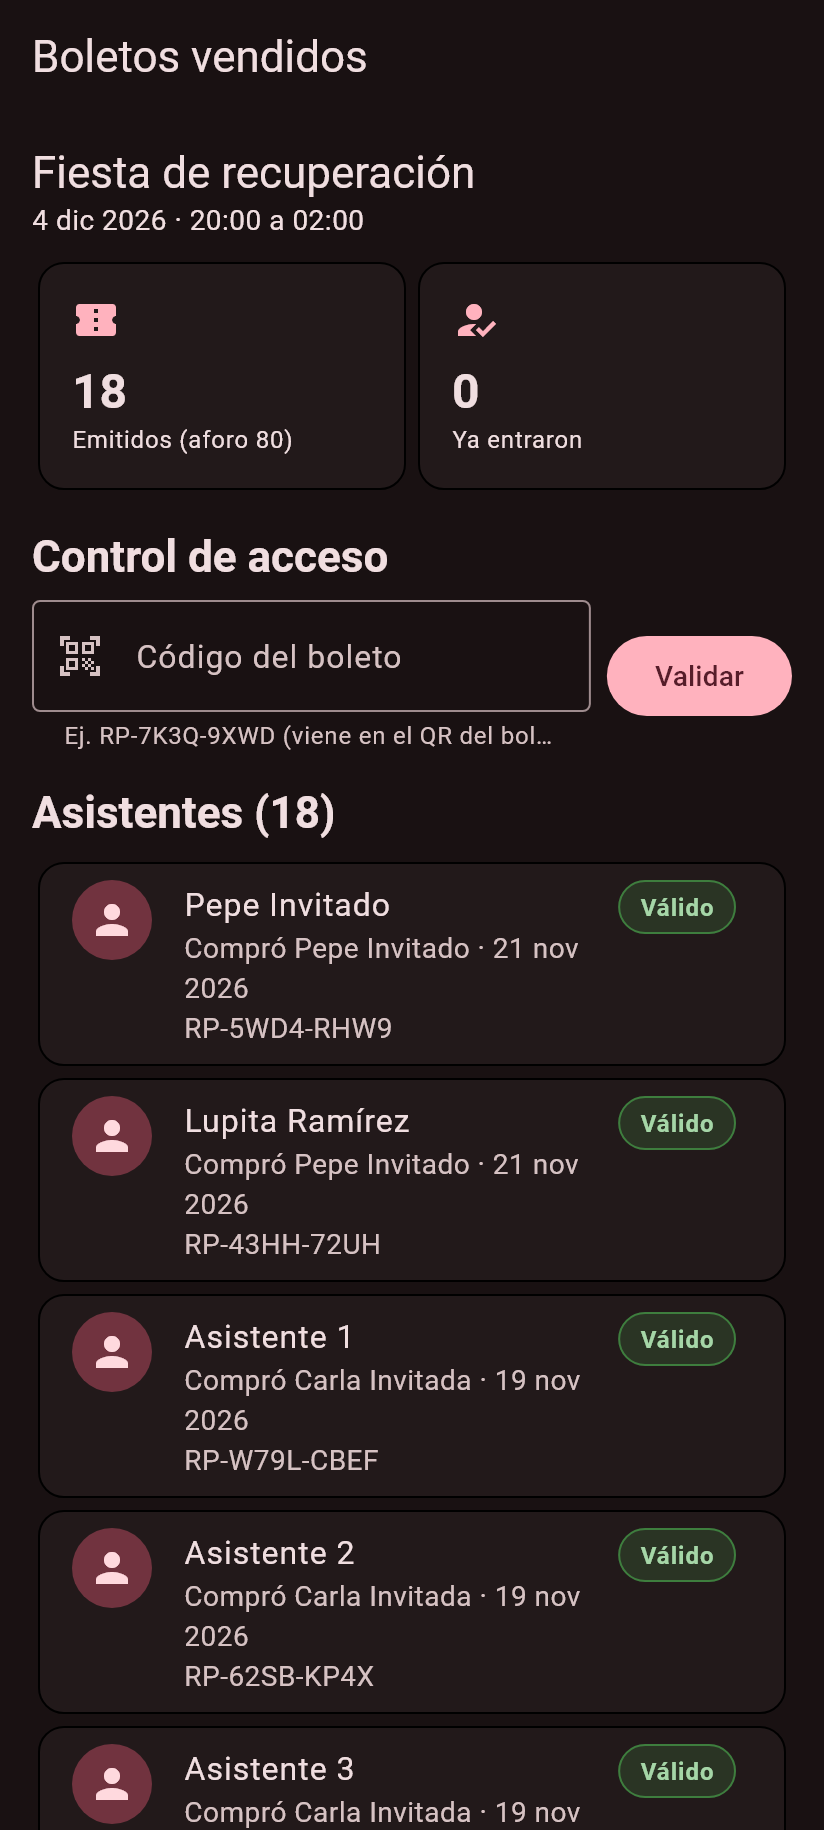 Boletos vendidos
Fiesta de recuperación
4 dic 2026 · 20:00 a 02:00
18
Emitidos (aforo 80)
0
Ya entraron
Control de acceso
Código del boleto
Validar
Ej. RP-7K3Q-9XWD (viene en el QR del bol…
Asistentes (18)
Pepe Invitado
Válido
Compró Pepe Invitado · 21 nov
2026
RP-5WD4-RHW9
Lupita Ramírez
Válido
Compró Pepe Invitado · 21 nov
2026
RP-43HH-72UH
Asistente 1
Válido
Compró Carla Invitada · 19 nov
2026
RP-W79L-CBEF
Asistente 2
Válido
Compró Carla Invitada · 19 nov
2026
RP-62SB-KP4X
Asistente 3
Válido
Compró Carla Invitada · 19 nov